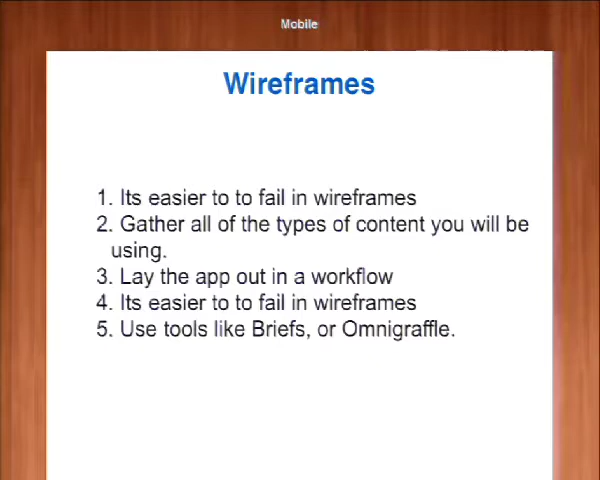 Mobile
Wireframes
1. Its easier to to fail in wireframes
2. Gather all of the types of content you will be
using.
3. Lay the app out in a workflow
4. Its easier to to fail in wireframes
5. Use tools like Briefs, or Omnigraffle.